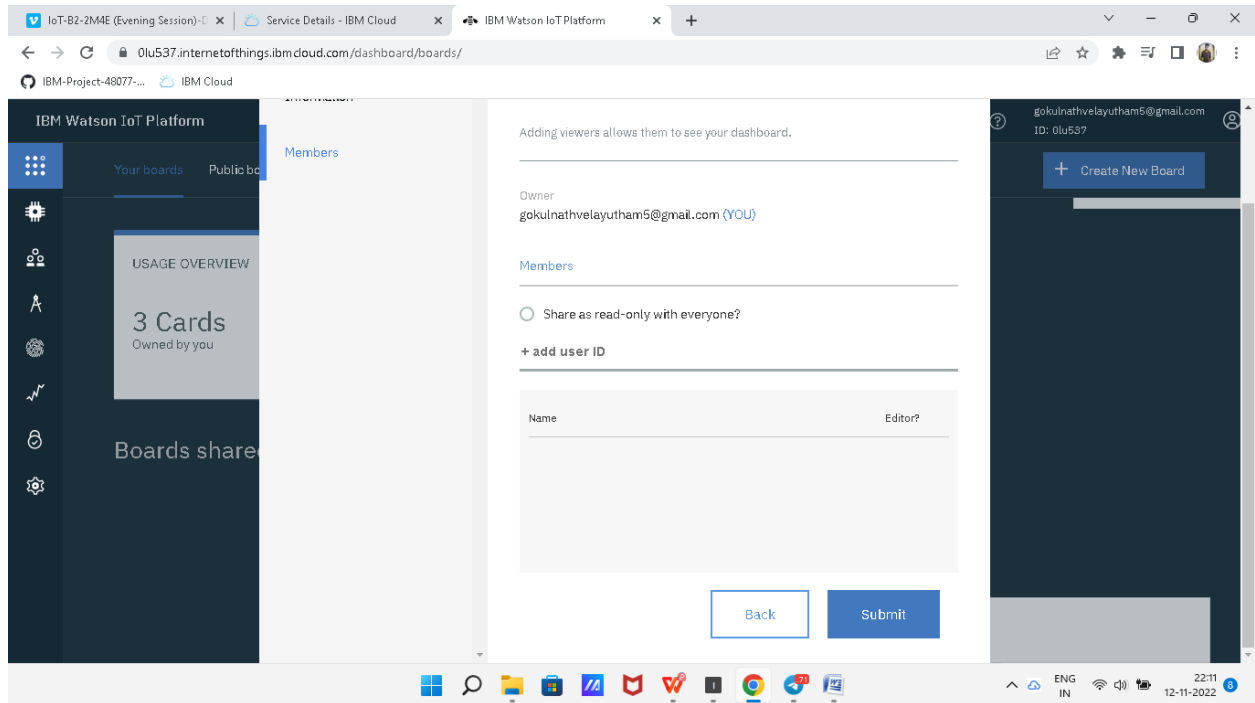 IoT-B2-2M4E (Evening Session)-D
Service Details - IBM Cloud
IBM Watson IoT Platform
0lu537.internetofthings.ibmcloud.com/dashboard/boards/
IBM-Project-48077-...
IBM Cloud
IBM Watson IoT Platform
Information
gokulnathvelayutham5@gmail.com
ID: 0lu537
Your boards
Public bo
Members
Adding viewers allows them to see your dashboard.
+ Create New Board
Owner
gokulnathvelayutham5@gmail.com (YOU)
USAGE OVERVIEW
Members
3 Cards
Owned by you
Share as read-only with everyone?
+ add user ID
Name
Editor?
Boards shared
Back
Submit
71
ENG
IN
22:11
12-11-2022
8